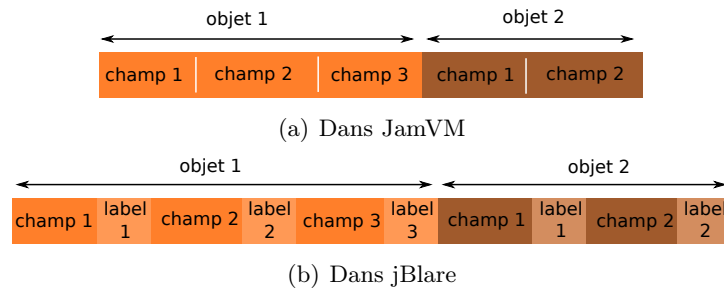 objet 1 objet 2
champ 1 champ 2 champ 3 champ 1 champ 2
(a) Dans JamVM
objet 1 objet 2
champ 1 label 1 champ 2 label 2 champ 3 label 3 champ 1 label 1 champ 2 label 2
(b) Dans jBlare